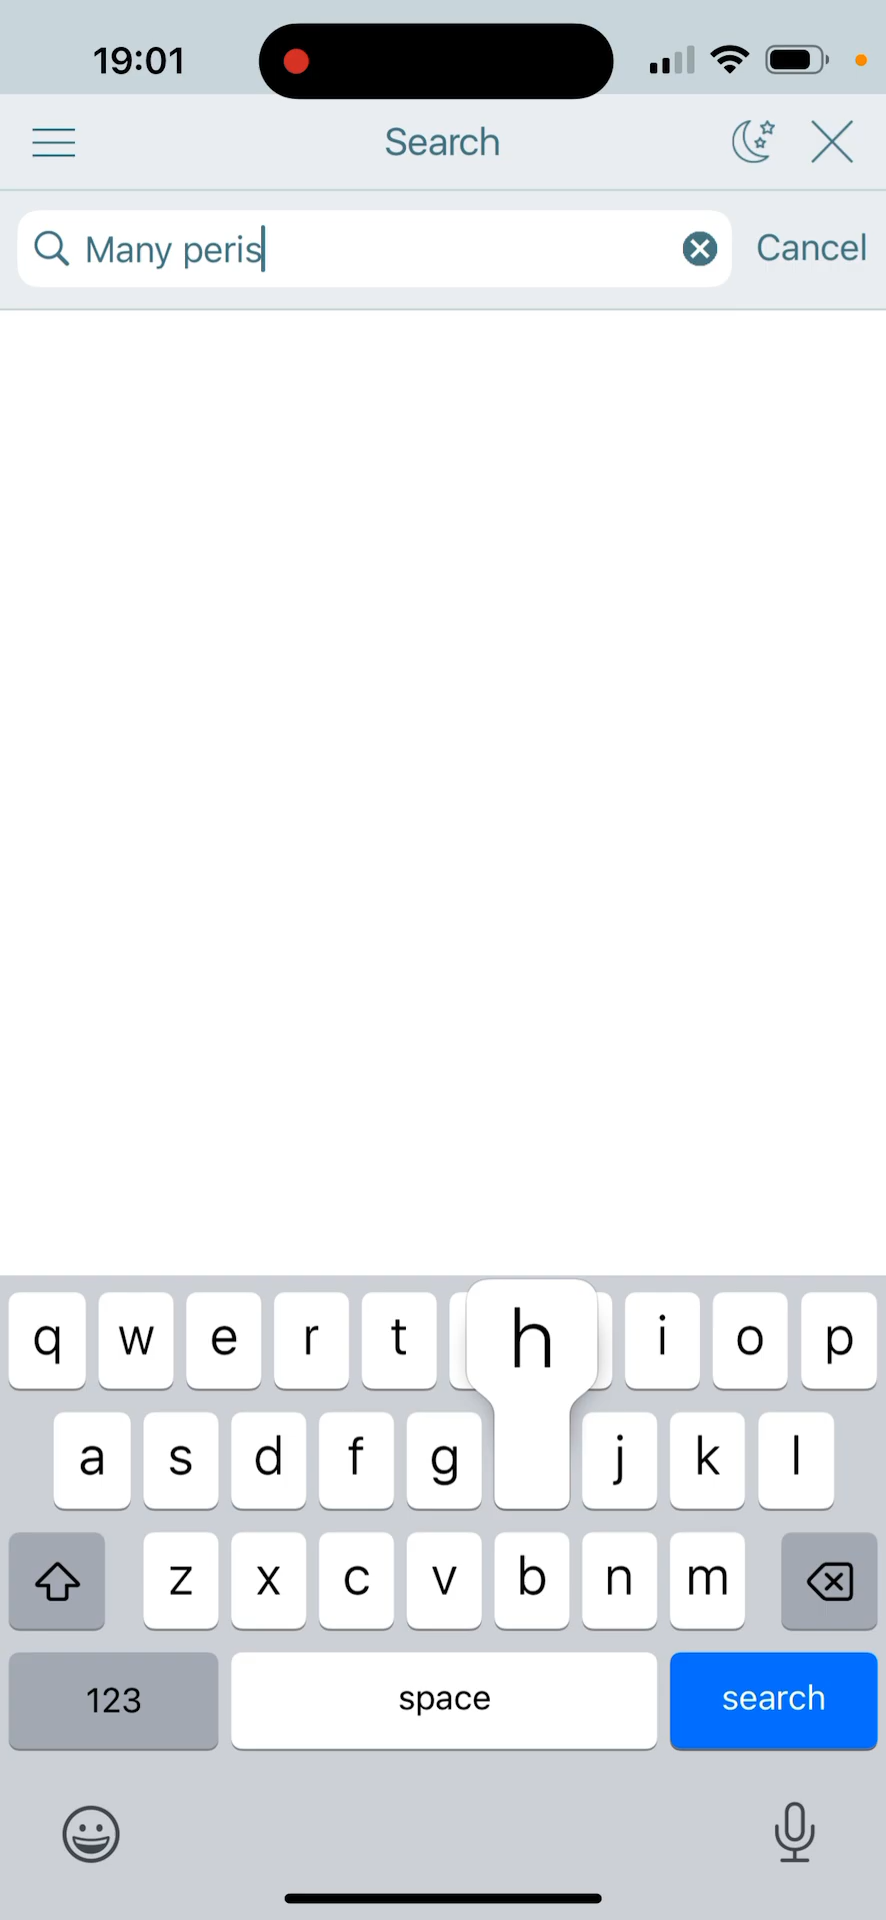 19:01
Search
Many peris
Cancel
q w e r t h i o p
a s d f g j k l
z x c v b n m
123 space search